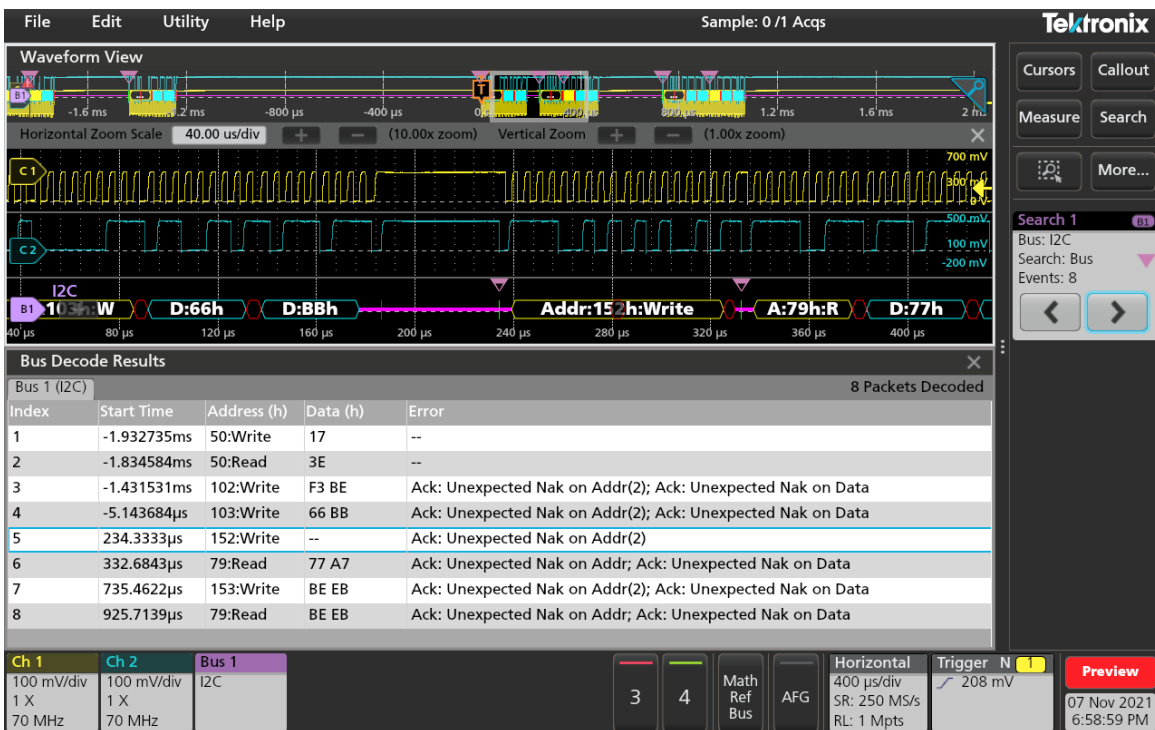 File Edit Utility Help Sample: 0 /1 Acqs Tektronix
Waveform View
Cursors Callout
B1 T
-1.6 ms .2 ms -800 µs -400 µs 1.2 ms 1.6 ms 2 ms
Measure Search
Horizontal Zoom Scale 40.00 us/div + – (10.00x zoom) Vertical Zoom + – (1.00x zoom)
700 mV
C 1
More...
300 mV
0 V
500 mV
Search 1 B1
Bus: I2C
C 2 100 mV
Search: Bus
-200 mV
Events: 8
I2C
B1 103h:W D:66h D:BBh Addr:152h:Write A:79h:R D:77h
40 µs 80 µs 120 µs 160 µs 200 µs 240 µs 280 µs 320 µs 360 µs 400 µs
Bus Decode Results
Bus 1 (I2C) 8 Packets Decoded
Index Start Time Address (h) Data (h) Error
1 -1.932735ms 50:Write 17 --
2 -1.834584ms 50:Read 3E --
3 -1.431531ms 102:Write F3 BE Ack: Unexpected Nak on Addr(2); Ack: Unexpected Nak on Data
4 -5.143684µs 103:Write 66 BB Ack: Unexpected Nak on Addr(2); Ack: Unexpected Nak on Data
5 234.3333µs 152:Write -- Ack: Unexpected Nak on Addr(2)
6 332.6843µs 79:Read 77 A7 Ack: Unexpected Nak on Addr; Ack: Unexpected Nak on Data
7 735.4622µs 153:Write BE EB Ack: Unexpected Nak on Addr(2); Ack: Unexpected Nak on Data
8 925.7139µs 79:Read BE EB Ack: Unexpected Nak on Addr; Ack: Unexpected Nak on Data
Ch 1 Ch 2 Bus 1 Horizontal Trigger N 1
100 mV/div 100 mV/div I2C 3 4 Math Ref Bus AFG 400 µs/div 208 mV Preview
1 X 1 X SR: 250 MS/s 07 Nov 2021
70 MHz 70 MHz RL: 1 Mpts 6:58:59 PM